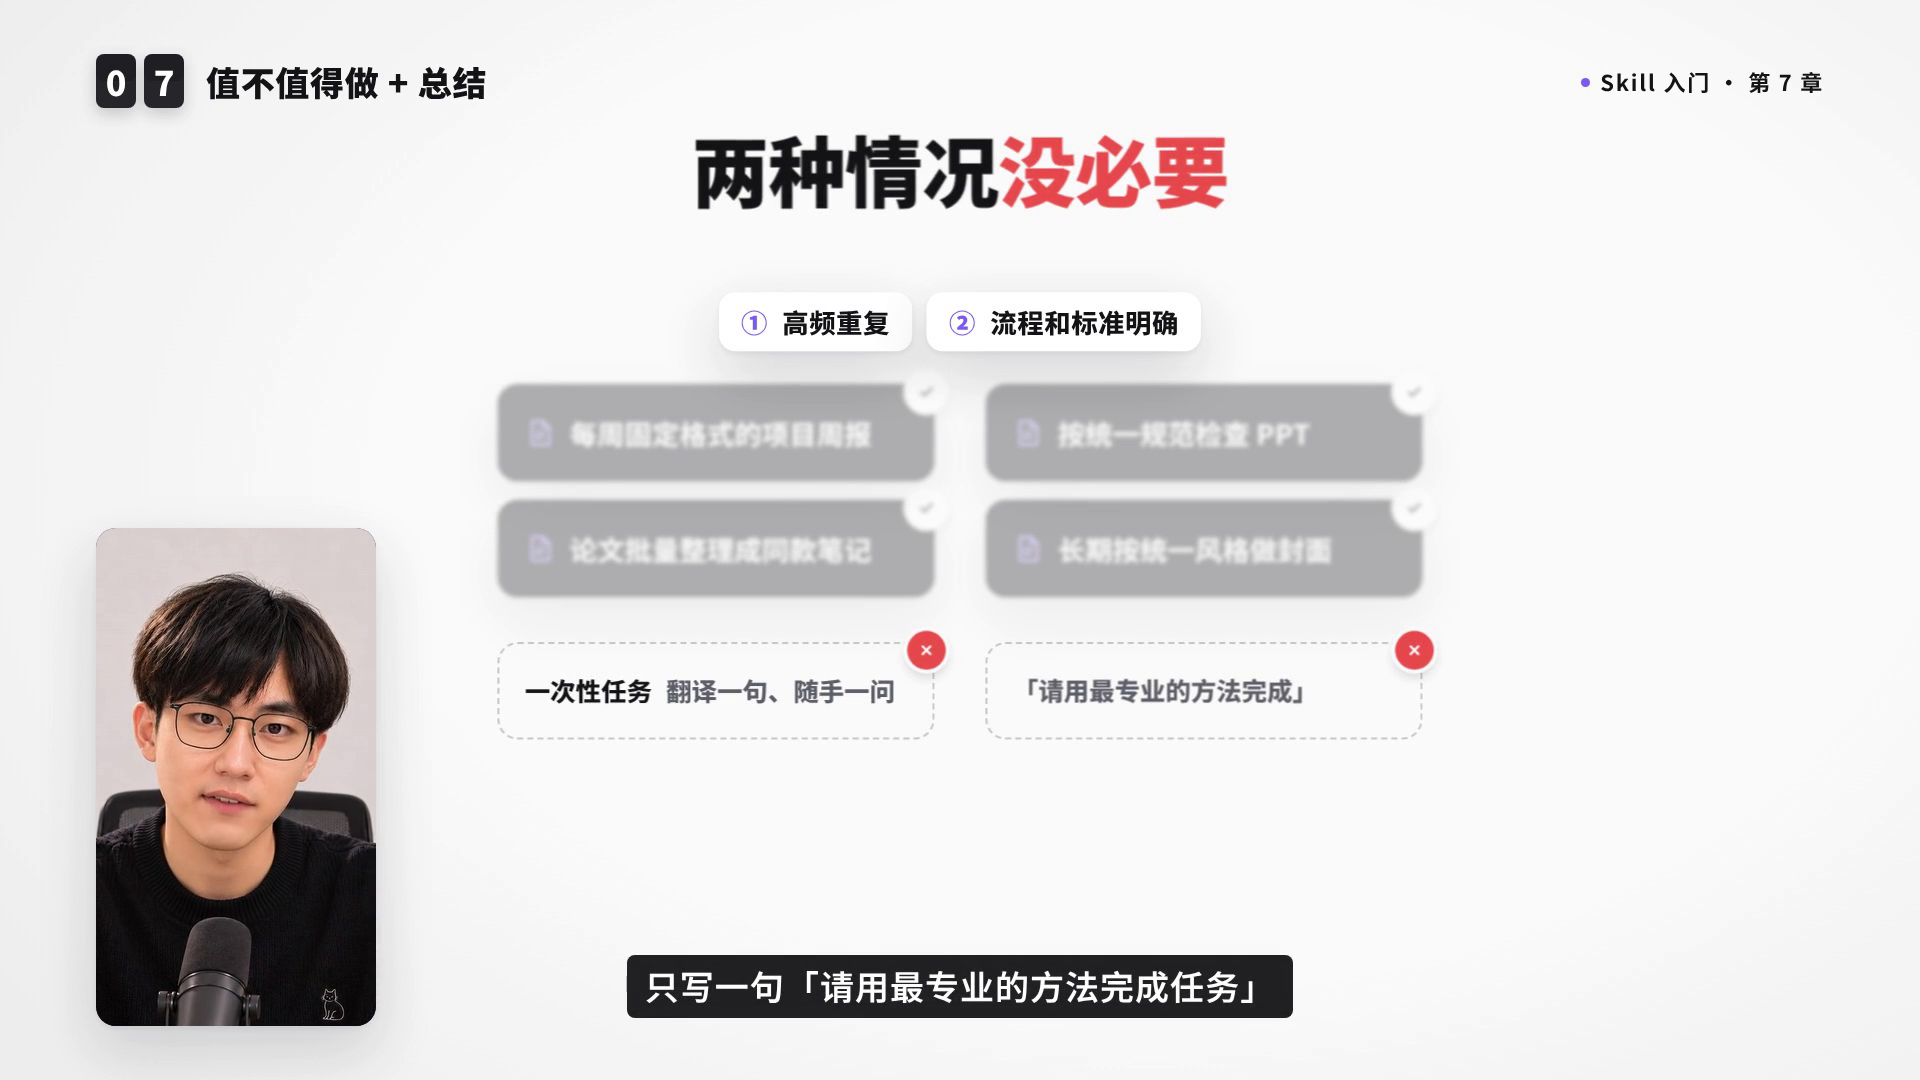 07 值不值得做 + 总结
Skill 入门 · 第 7 章
两种情况没必要
① 高频重复
② 流程和标准明确
每周固定格式的项目周报
按统一规范检查 PPT
论文批量整理成同款笔记
长期按统一风格做封面
一次性任务 翻译一句、随手一问
「请用最专业的方法完成」
只写一句「请用最专业的方法完成任务」